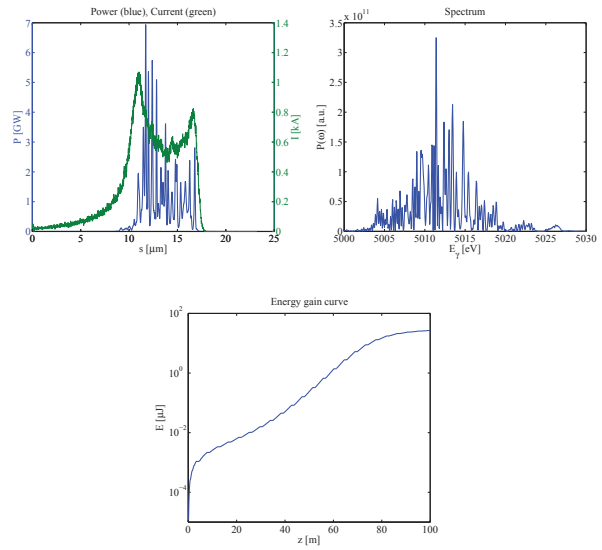 Power (blue), Current (green)
7
6
5
4
3
2
1
0
P [GW]
1.4
1.2
1
0.8
0.6
0.4
0.2
0
I [kA]
0 5 10 15 20 25
s [μm]
Spectrum
x 10^11
3.5
3
2.5
2
1.5
1
0.5
0
P(ω) [a.u.]
5000 5010 5015 5020 5025 5030
E_γ [eV]
Energy gain curve
10^2
10^0
10^-2
10^-4
E [μJ]
0 20 40 60 80 100
z [m]